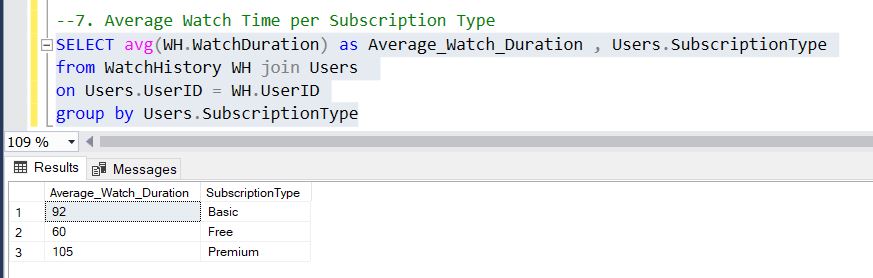 --7. Average Watch Time per Subscription Type
SELECT avg(WH.WatchDuration) as Average_Watch_Duration , Users.SubscriptionType
from WatchHistory WH join Users
on Users.UserID = WH.UserID
group by Users.SubscriptionType
109 %
Results Messages
Average_Watch_Duration SubscriptionType
1 92 Basic
2 60 Free
3 105 Premium